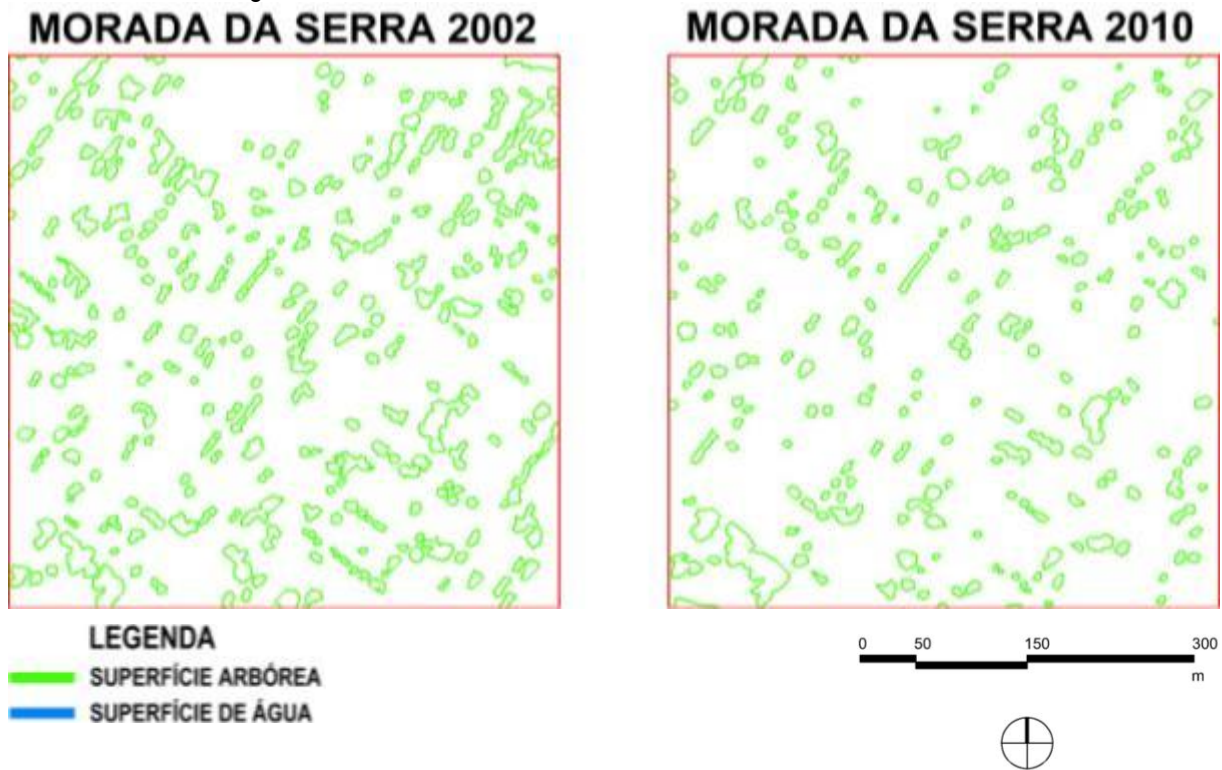 MORADA DA SERRA 2002
MORADA DA SERRA 2010
LEGENDA
SUPERFÍCIE ARBÓREA
SUPERFÍCIE DE ÁGUA
0 50 150 300
m